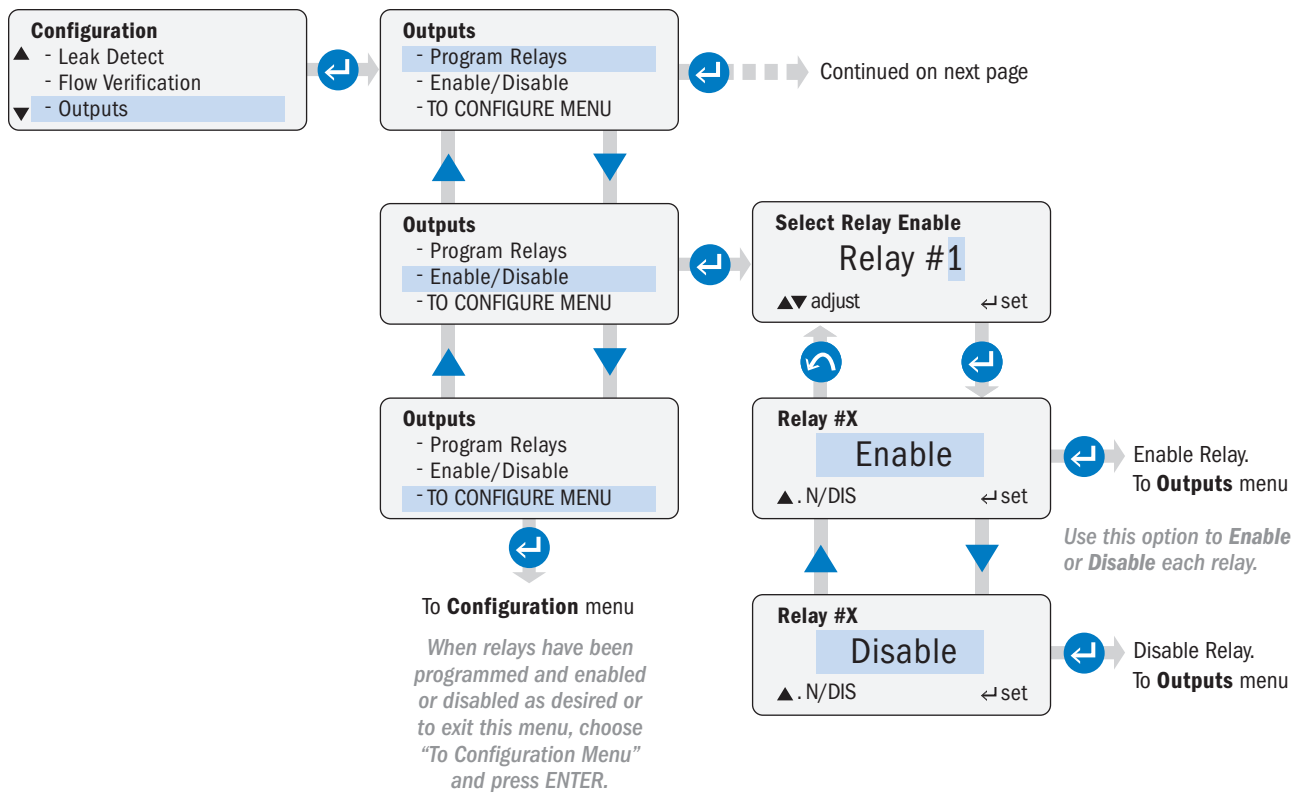 Configuration
- Leak Detect
- Flow Verification
- Outputs
Outputs
- Program Relays
- Enable/Disable
- TO CONFIGURE MENU
Continued on next page
Outputs
- Program Relays
- Enable/Disable
- TO CONFIGURE MENU
Select Relay Enable
Relay #1
▲▼ adjust
↵ set
Outputs
- Program Relays
- Enable/Disable
- TO CONFIGURE MENU
Relay #X
Enable
▲ . N/DIS
↵ set
Enable Relay.
To Outputs menu
Use this option to Enable
or Disable each relay.
To Configuration menu
When relays have been
programmed and enabled
or disabled as desired or
to exit this menu, choose
“To Configuration Menu”
and press ENTER.
Relay #X
Disable
▲ . N/DIS
↵ set
Disable Relay.
To Outputs menu